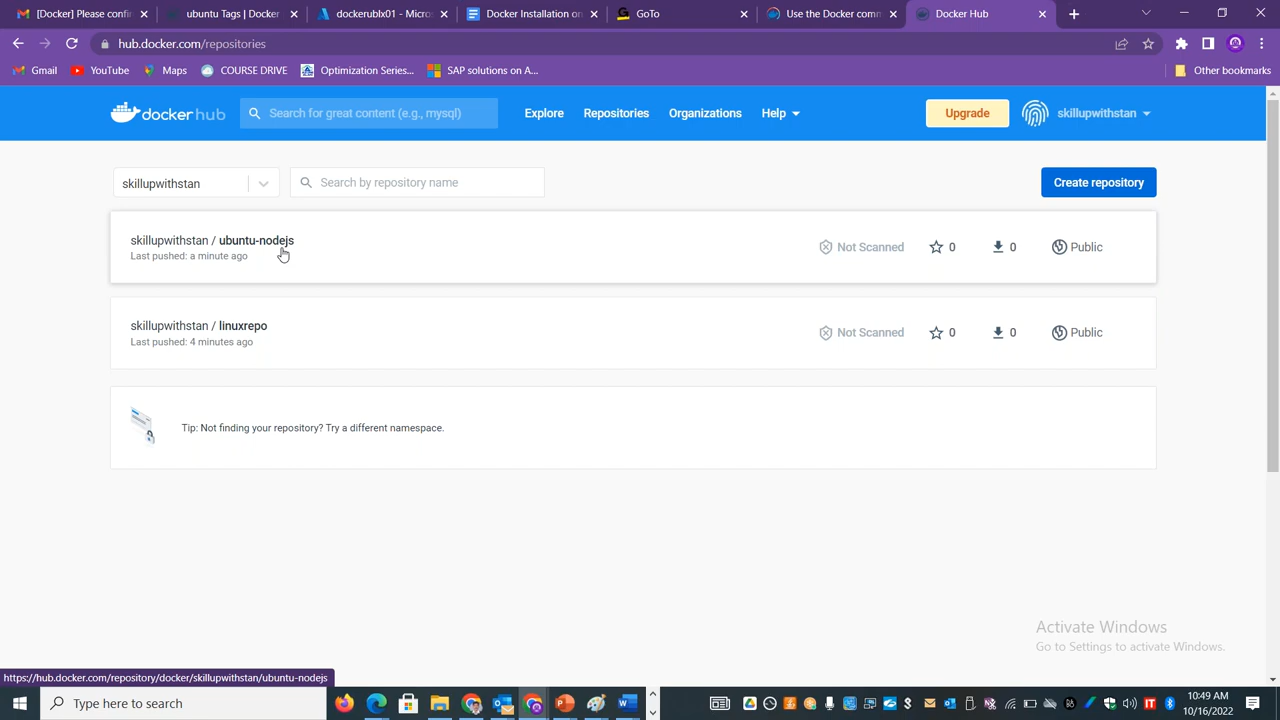 [Docker] Please confir
ubuntu Tags | Docker
dockerublx01 - Micros
Docker Installation on
GoTo
Use the Docker comm
Docker Hub
hub.docker.com/repositories
Gmail
YouTube
Maps
COURSE DRIVE
Optimization Series...
SAP solutions on A...
Other bookmarks
docker hub
Search for great content (e.g., mysql)
Explore
Repositories
Organizations
Help
Upgrade
skillupwithstan
skillupwithstan
Search by repository name
Create repository
skillupwithstan / ubuntu-nodejs
Last pushed: a minute ago
Not Scanned
0
0
Public
skillupwithstan / linuxrepo
Last pushed: 4 minutes ago
Not Scanned
0
0
Public
Tip: Not finding your repository? Try a different namespace.
Activate Windows
Go to Settings to activate Windows.
https://hub.docker.com/repository/docker/skillupwithstan/ubuntu-nodejs
Type here to search
10:49 AM
10/16/2022